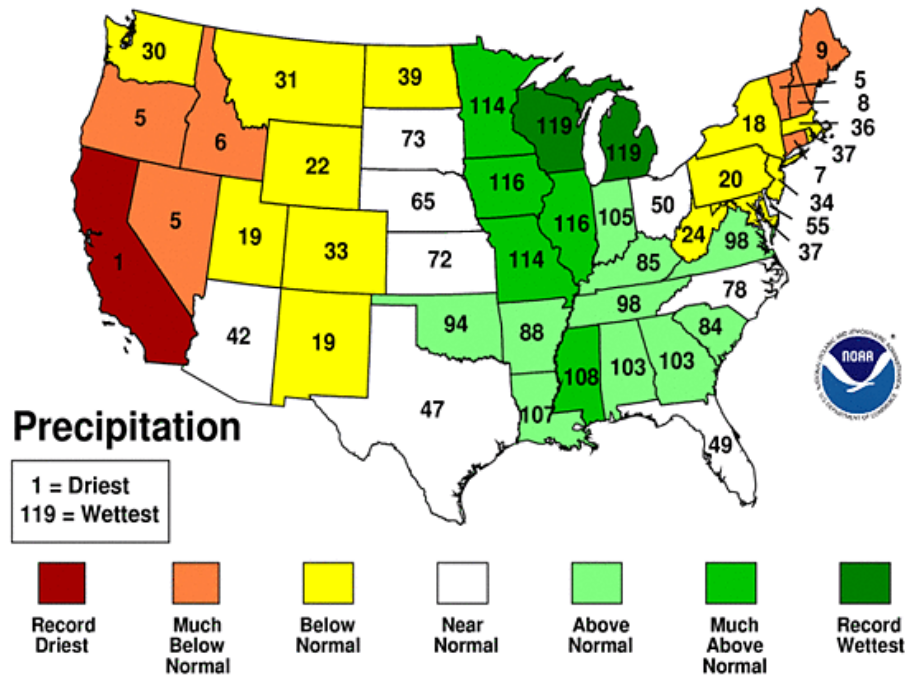 30
31
39
114
9
5
8
36
37
7
34
55
37
5
6
22
73
119
119
18
20
1
5
19
33
65
72
116
116
105
50
24
98
114
85
42
19
94
88
98
78
84
47
107
108
103
103
49
NOAA
Precipitation
1 = Driest
119 = Wettest
Record
Driest
Much
Below
Normal
Below
Normal
Near
Normal
Above
Normal
Much
Above
Normal
Record
Wettest